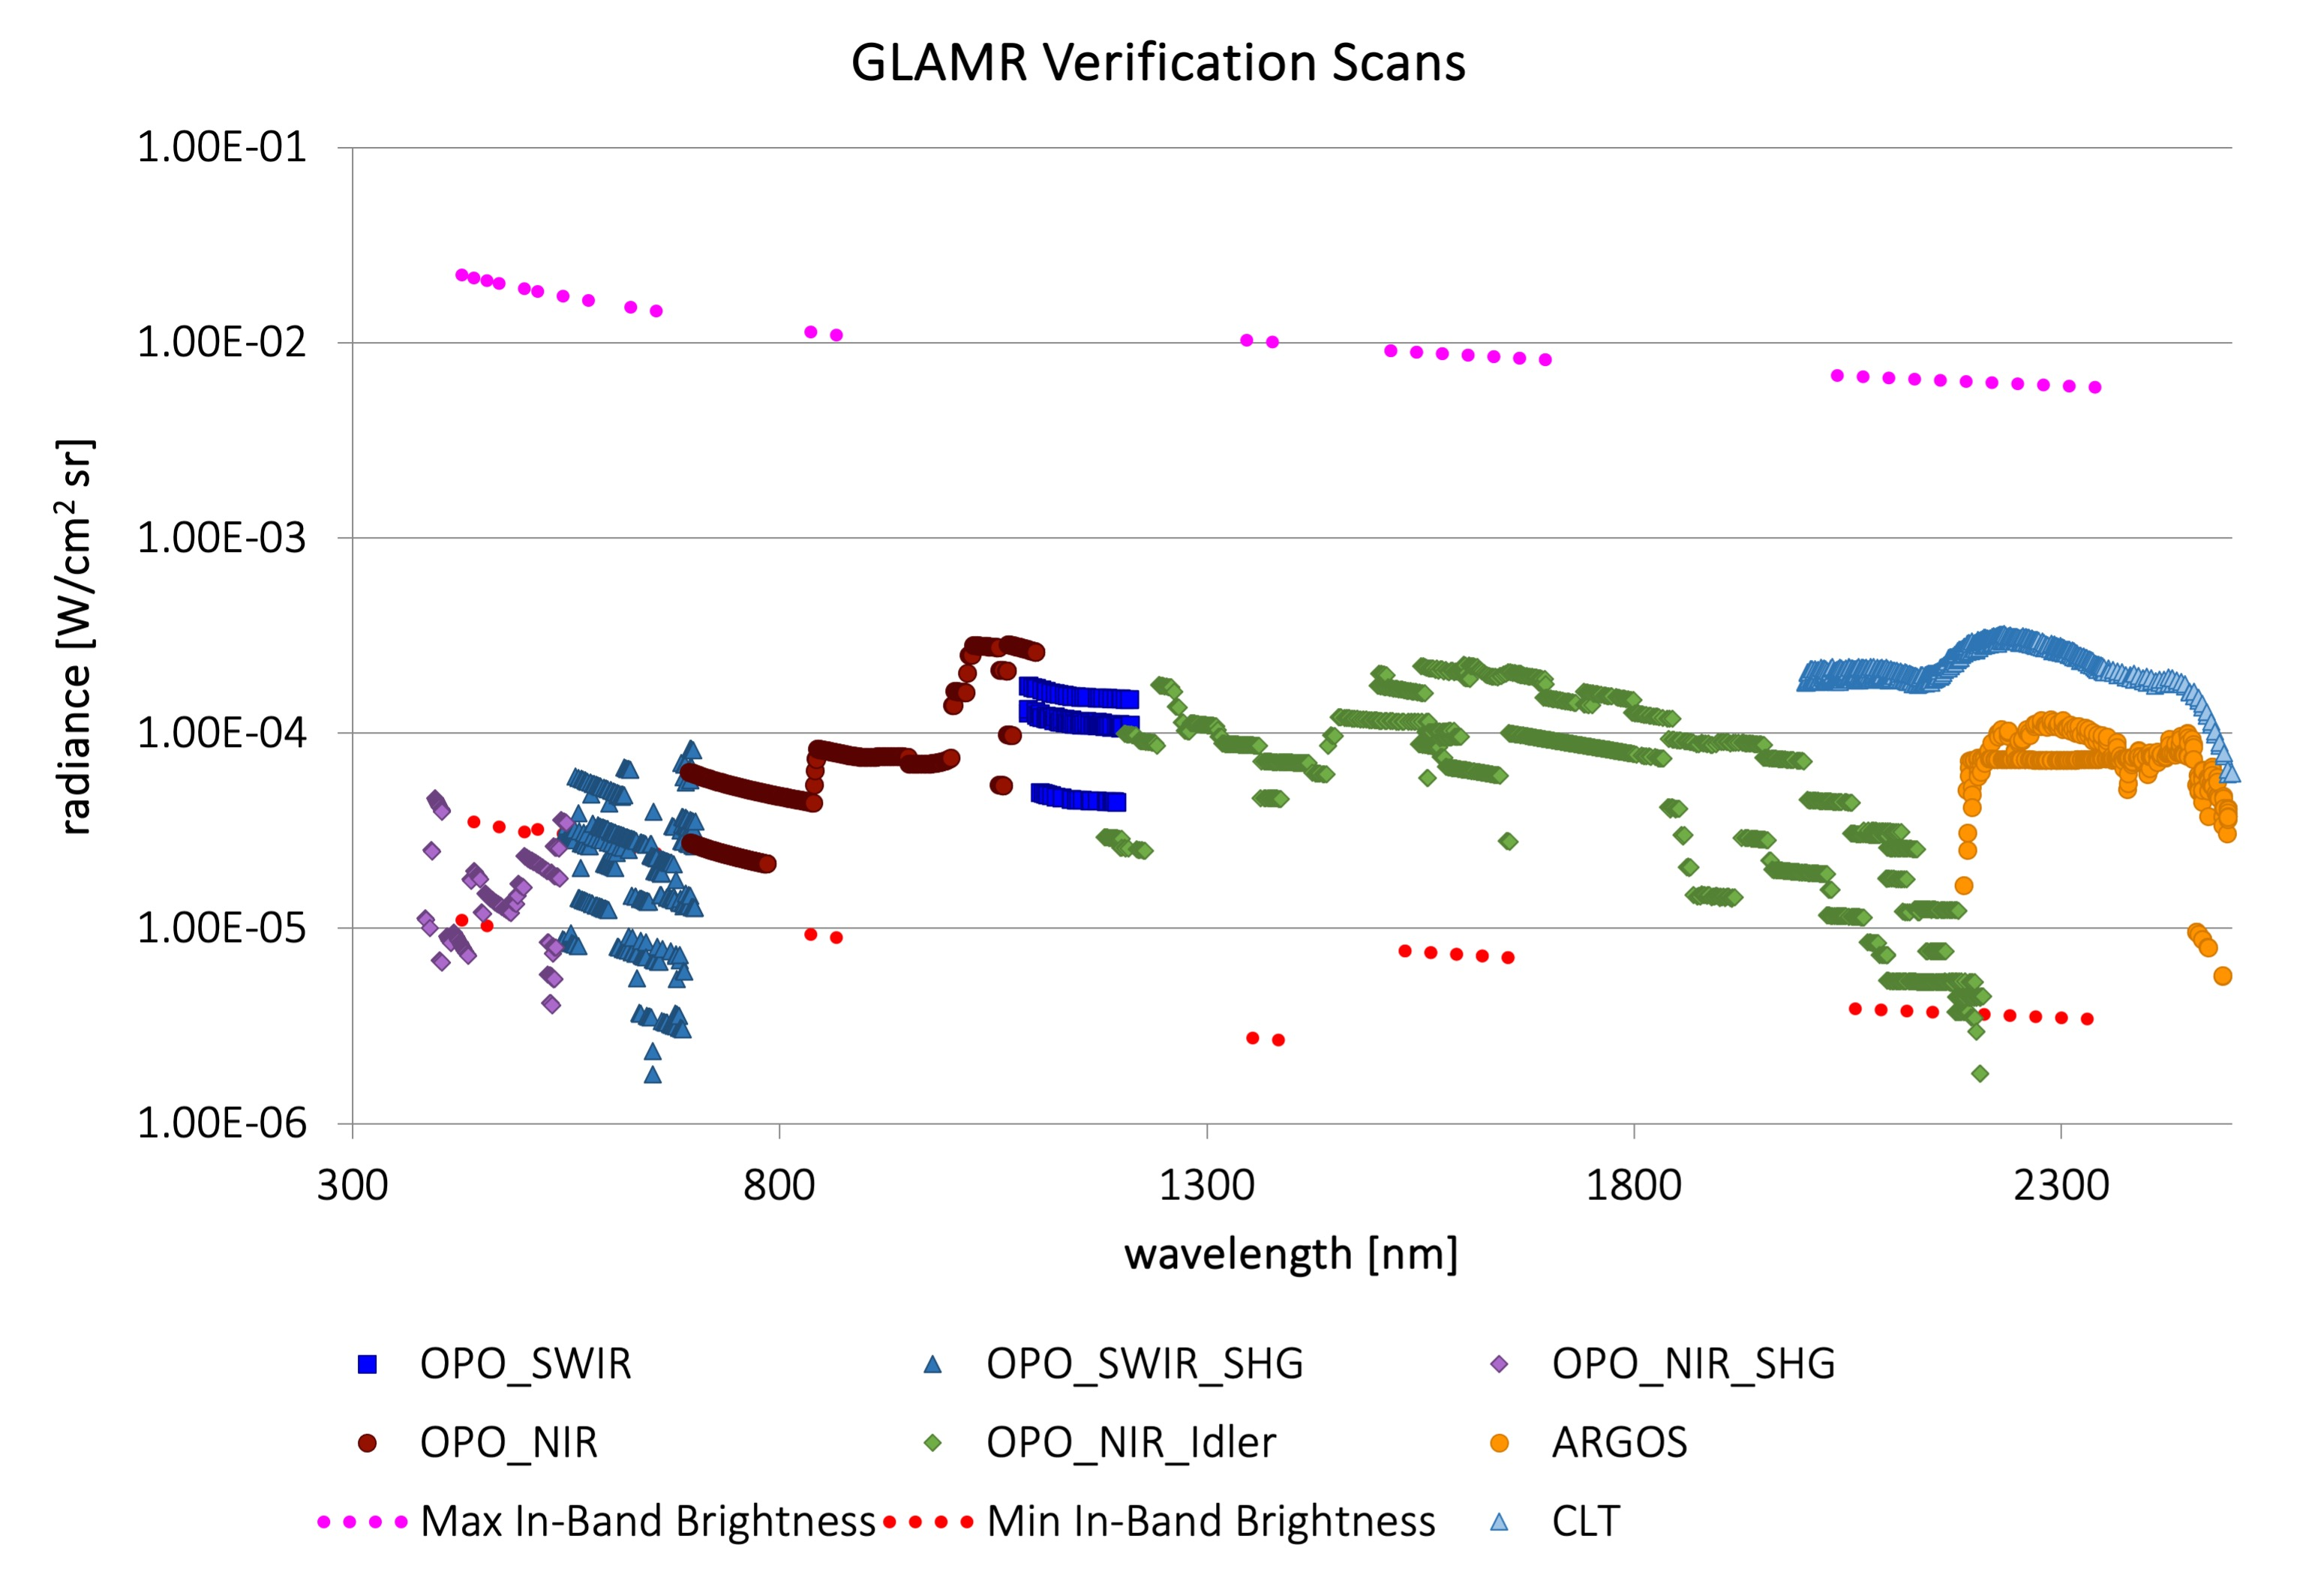 GLAMR Verification Scans
1.00E-01
1.00E-02
1.00E-03
1.00E-04
1.00E-05
1.00E-06
radiance [W/cm² sr]
300 800 1300 1800 2300
wavelength [nm]
OPO_SWIR OPO_SWIR_SHG OPO_NIR_SHG
OPO_NIR OPO_NIR_Idler ARGOS
Max In-Band Brightness Min In-Band Brightness CLT